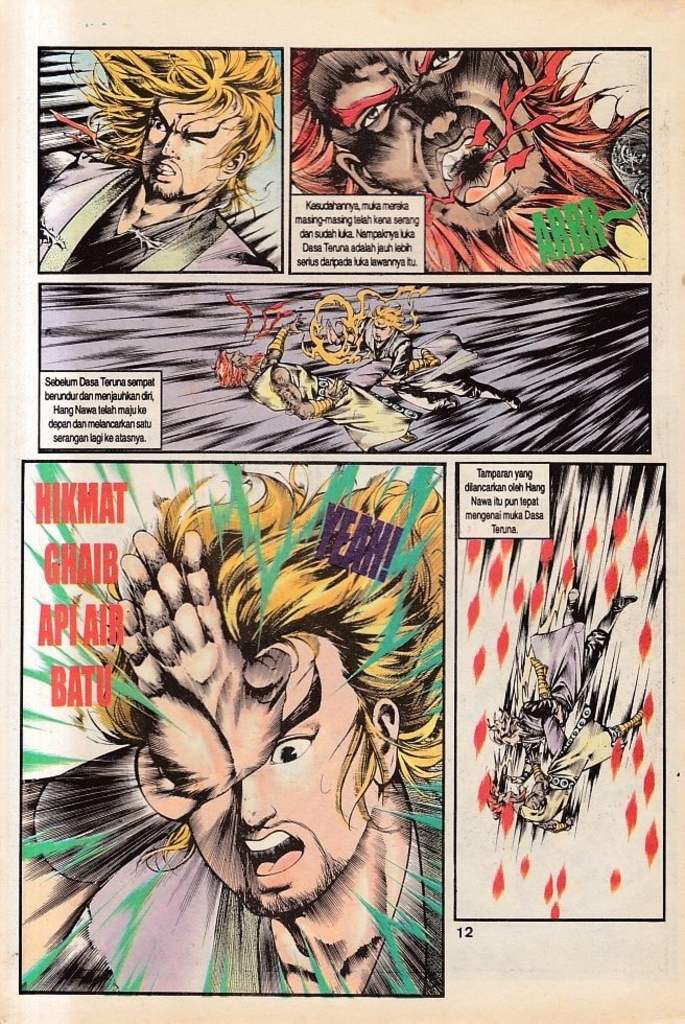 Kesudahannya, muka mereka
masing-masing telah kena serang
dan sudah luka. Nampaknya luka
Dasa Teruna adalah jauh lebih
serius daripada luka lawannya itu.
ARRR~
Sebelum Dasa Teruna sempat
berundur dan menjauhkan diri,
Hang Nawa telah maju ke
depan dan melancarkan satu
serangan lagi ke atasnya.
HIKMAT
GHAIB
API AIR
BATU
YEAH!
Tamparan yang
dilancarkan oleh Hang
Nawa itu pun tepat
mengenai muka Dasa
Teruna.
12